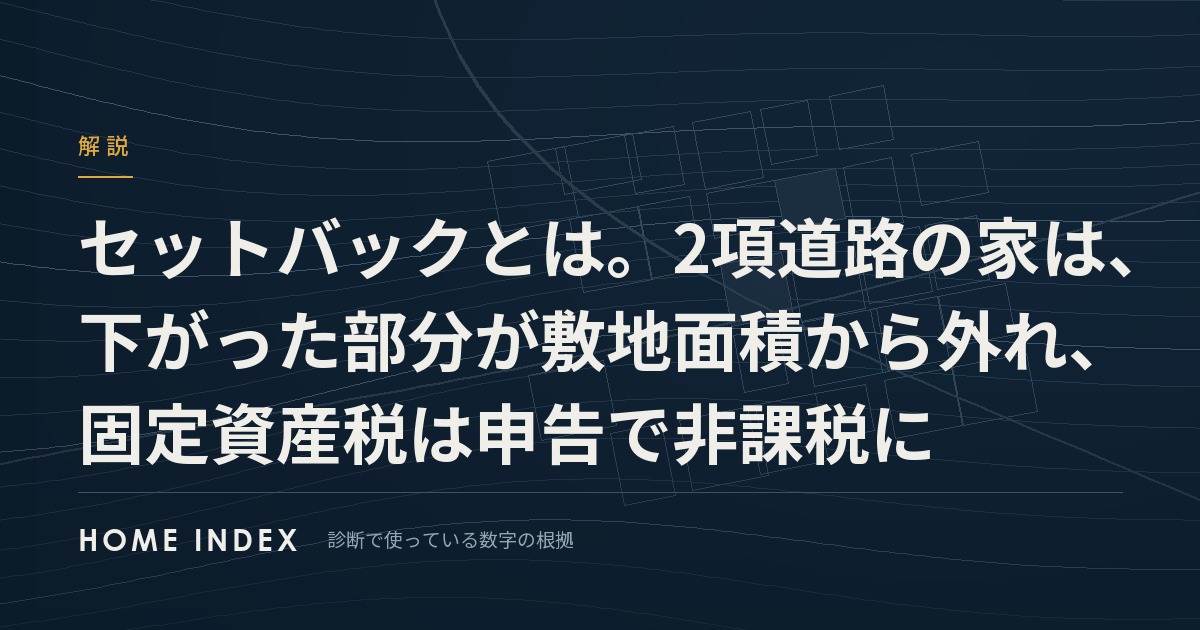 解説
セットバックとは。2項道路の家は、
下がった部分が敷地面積から外れ、
固定資産税は申告で非課税に
HOME INDEX 診断で使っている数字の根拠